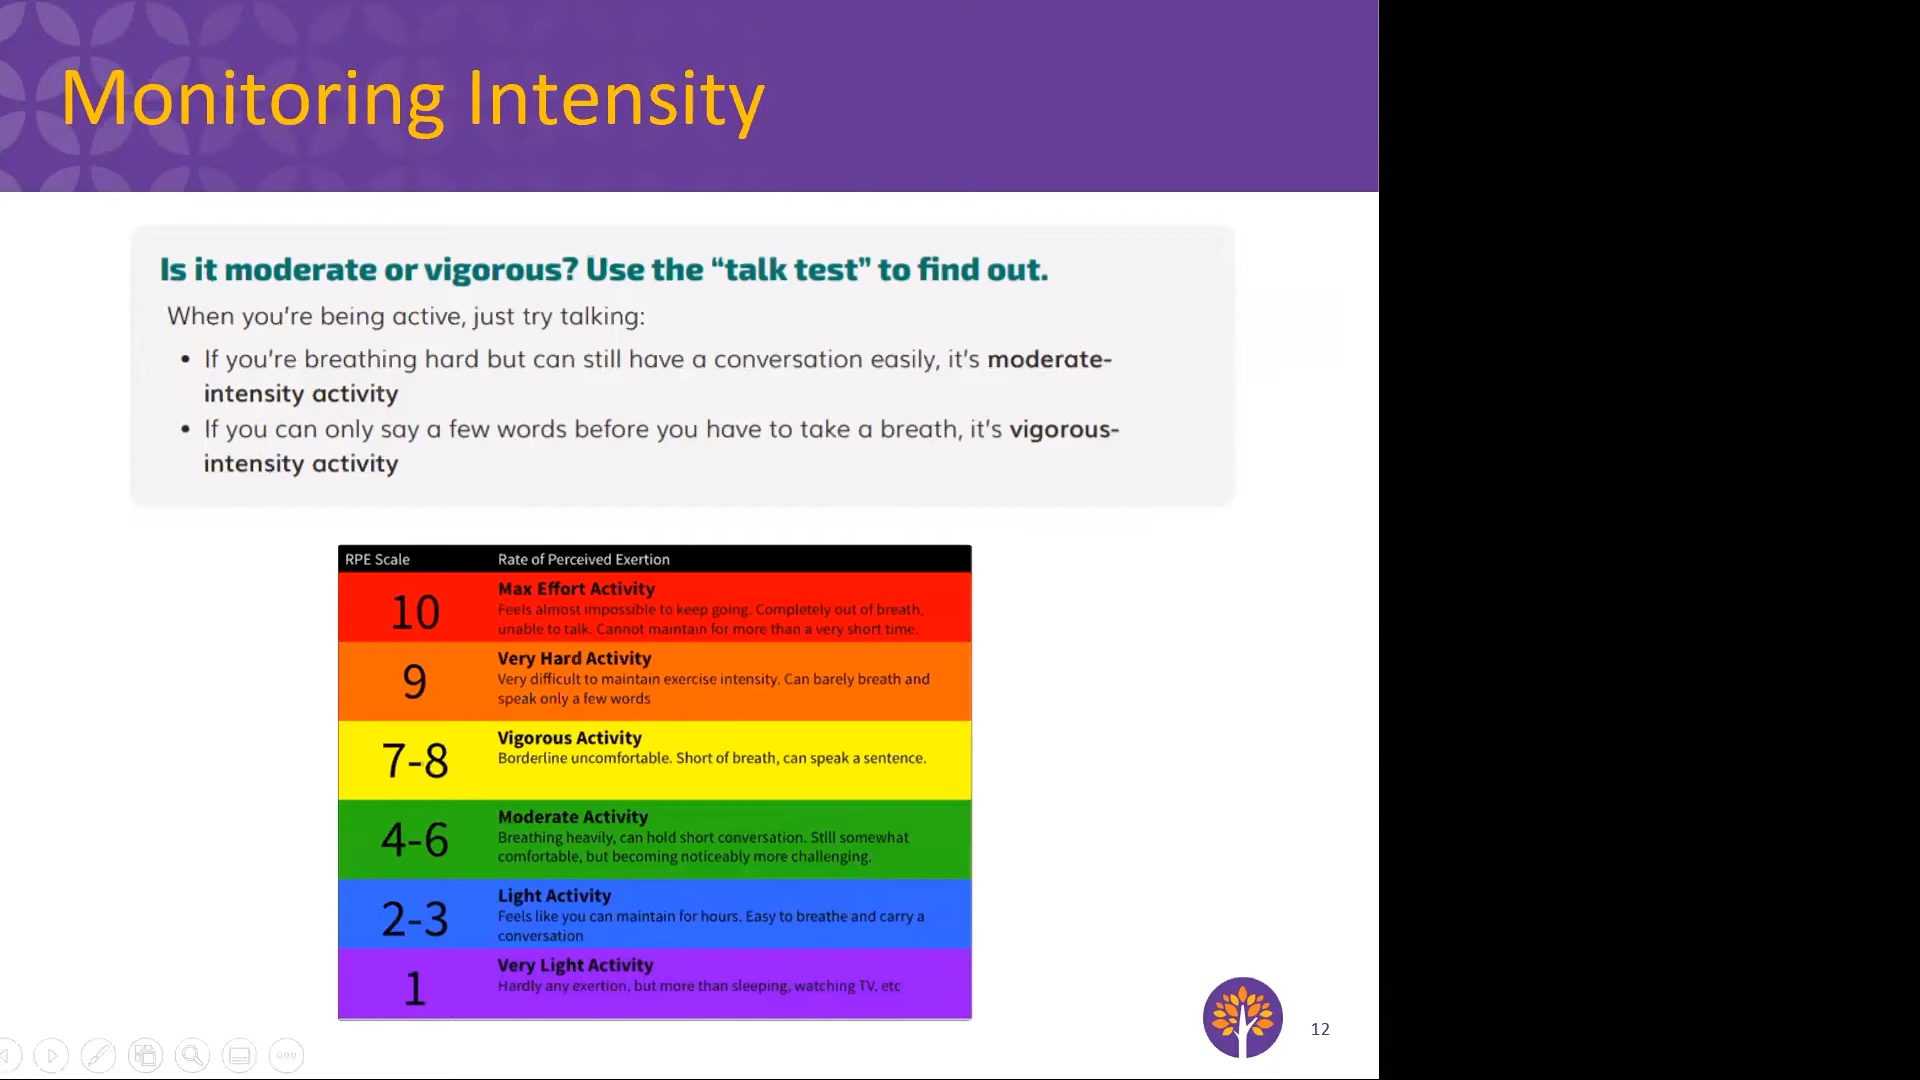 Monitoring Intensity
Is it moderate or vigorous? Use the “talk test” to find out.
When you're being active, just try talking:
• If you're breathing hard but can still have a conversation easily, it's moderate-
intensity activity
• If you can only say a few words before you have to take a breath, it's vigorous-
intensity activity
RPE Scale Rate of Perceived Exertion
10
Max Effort Activity
Feels almost impossible to keep going. Completely out of breath,
unable to talk. Cannot maintain for more than a very short time.
9
Very Hard Activity
Very difficult to maintain exercise intensity. Can barely breath and
speak only a few words
7-8
Vigorous Activity
Borderline uncomfortable. Short of breath, can speak a sentence.
4-6
Moderate Activity
Breathing heavily, can hold short conversation. Still somewhat
comfortable, but becoming noticeably more challenging.
2-3
Light Activity
Feels like you can maintain for hours. Easy to breathe and carry a
conversation
1
Very Light Activity
Hardly any exertion, but more than sleeping, watching TV, etc
12